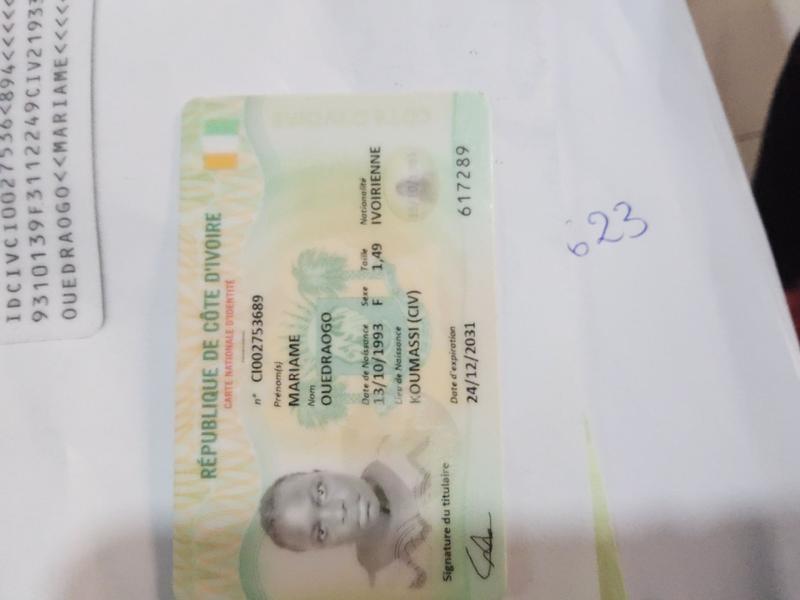 IDCIVCI0027536<894<<<<<
9310139F3112249CIV2193
OUEDRAOGO<<MARIAME<<<<
RÉPUBLIQUE DE CÔTE D'IVOIRE
CARTE NATIONALE D'IDENTITÉ
n° CI002753689
Prénom(s)
MARIAME
Nom
OUEDRAOGO
Date de Naissance Sexe Taille Nationalité
13/10/1993 F 1,49 IVOIRIENNE
Lieu de Naissance
KOUMASSI (CIV)
Date d'expiration
24/12/2031
617289
Signature du titulaire
623